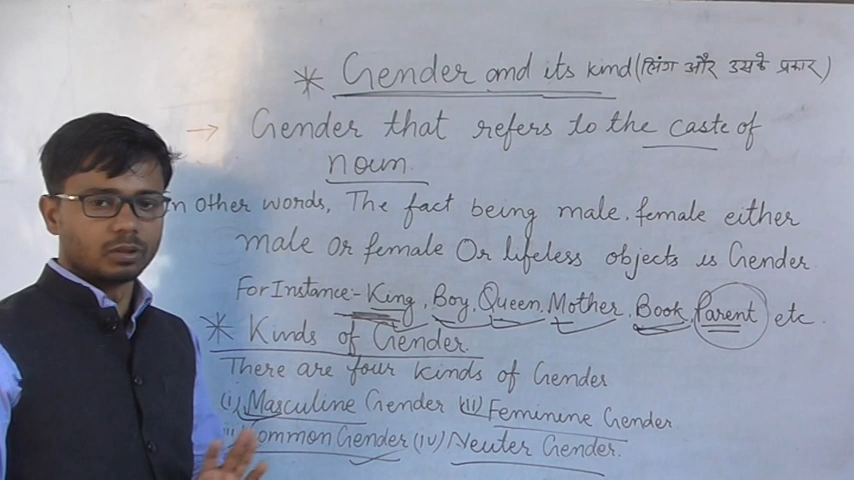 * Gender and its kind (लिंग और उसके प्रकार)
→ Gender that refers to the caste of
noun.
n other words, The fact being male, female either
male or female Or lifeless objects is Gender
For Instance:- King, Boy, Queen, Mother, Book, Parent etc.
* Kinds of Gender.
There are four kinds of Gender
(i) Masculine Gender (ii) Feminine Gender
ommon Gender (iv) Neuter Gender.